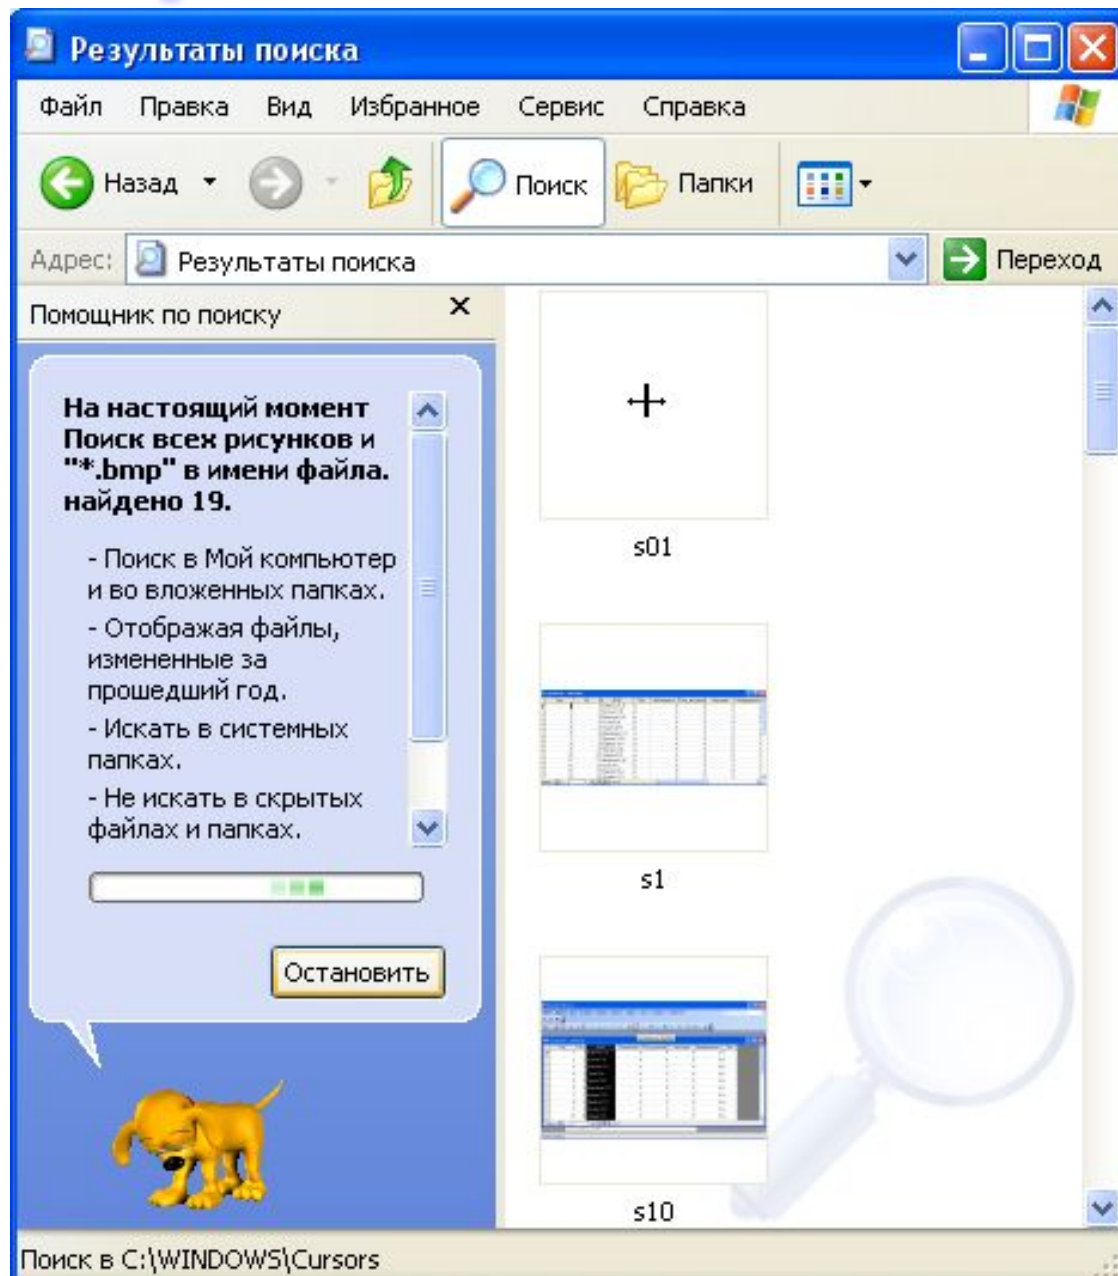 Результаты поиска
Файл Правка Вид Избранное Сервис Справка
Назад Поиск Папки
Адрес: Результаты поиска Переход
Помощник по поиску
На настоящий момент
Поиск всех рисунков и
"*.bmp" в имени файла.
найдено 19.
- Поиск в Мой компьютер
и во вложенных папках.
- Отображая файлы,
измененные за
прошедший год.
- Искать в системных
папках.
- Не искать в скрытых
файлах и папках.
Остановить
s01
s1
s10
Поиск в C:\WINDOWS\Cursors